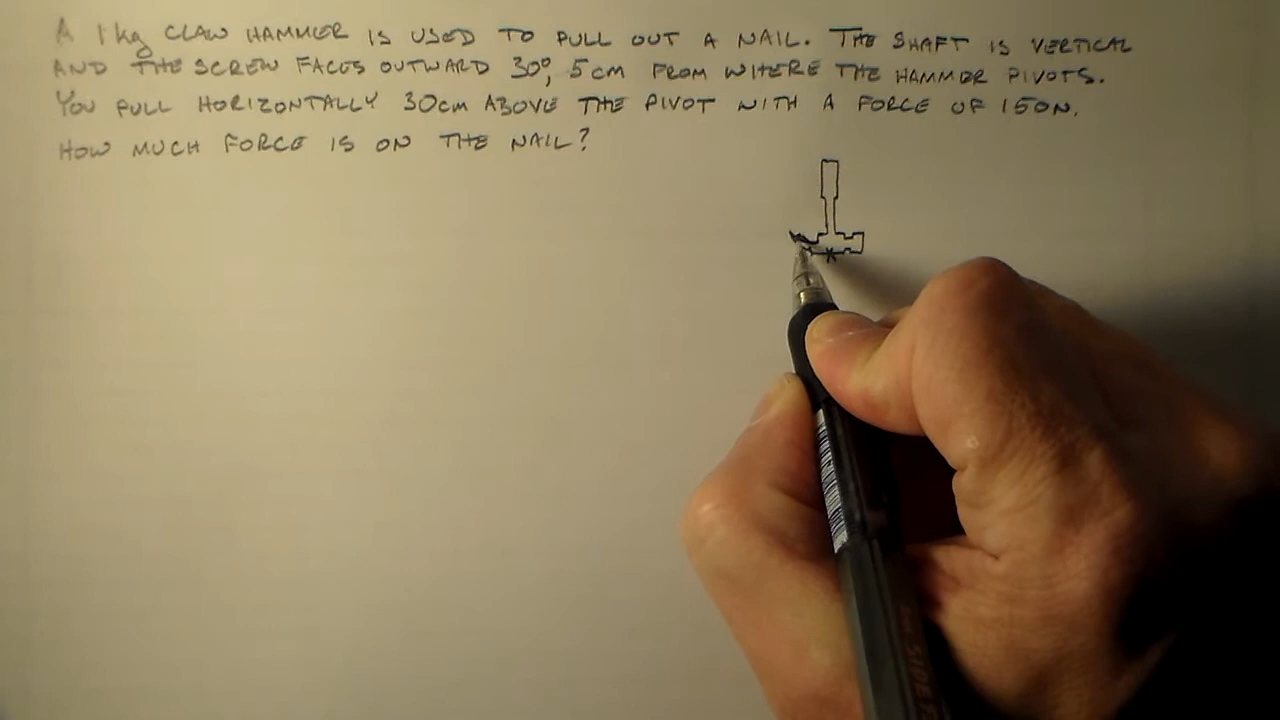 A 1kg CLAW HAMMER IS USED TO PULL OUT A NAIL. THE SHAFT IS VERTICAL
AND THE SCREW FACES OUTWARD 30°, 5cm FROM WHERE THE HAMMER PIVOTS.
YOU PULL HORIZONTALLY 30cm ABOVE THE PIVOT WITH A FORCE OF 150N.
HOW MUCH FORCE IS ON THE NAIL?